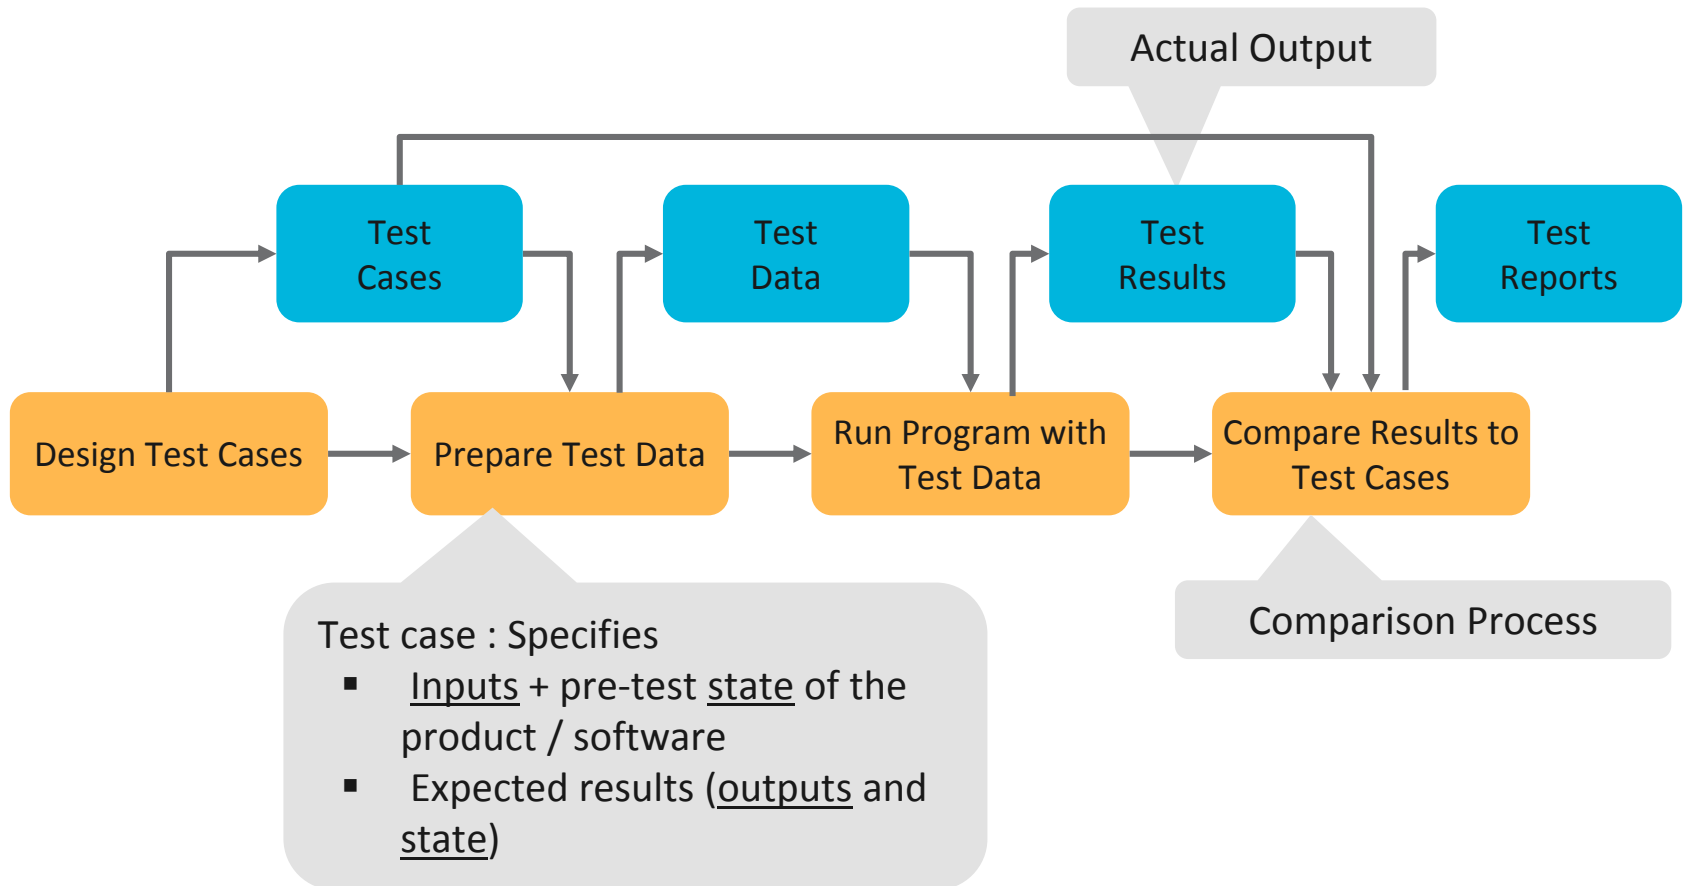 Actual Output
Test
Cases
Test
Data
Test
Results
Test
Reports
Design Test Cases
Prepare Test Data
Run Program with
Test Data
Compare Results to
Test Cases
Test case : Specifies
▪ Inputs + pre-test state of the
product / software
▪ Expected results (outputs and
state)
Comparison Process